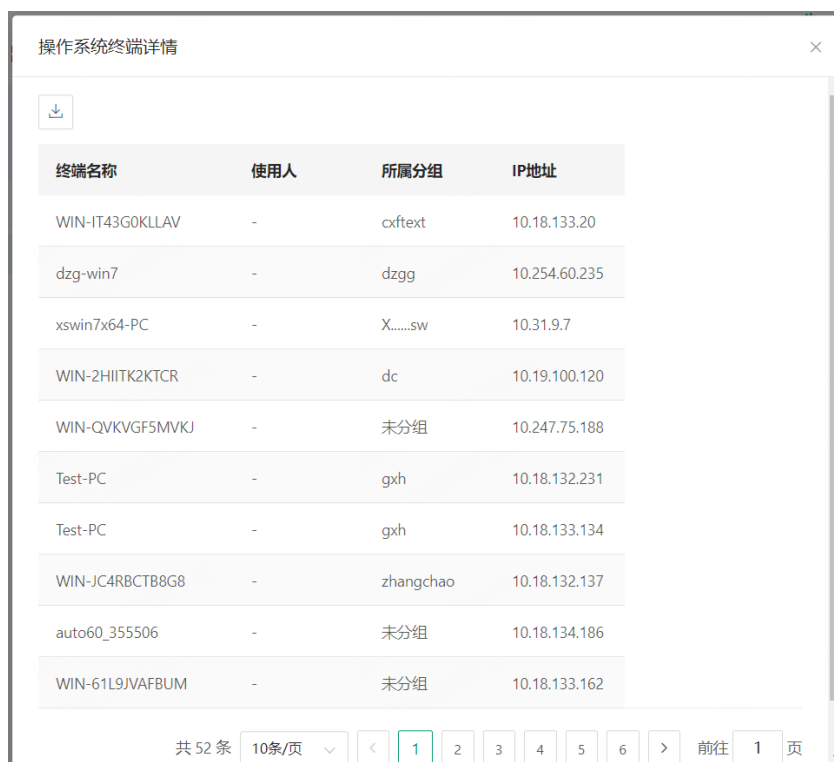 操作系统终端详情
终端名称 使用人 所属分组 IP地址
WIN-IT43G0KLLAV - cxftext 10.18.133.20
dzg-win7 - dzgg 10.254.60.235
xswin7x64-PC - X......sw 10.31.9.7
WIN-2HIITK2KTCR - dc 10.19.100.120
WIN-QVKVGF5MVKJ - 未分组 10.247.75.188
Test-PC - gxh 10.18.132.231
Test-PC - gxh 10.18.133.134
WIN-JC4RBCTB8G8 - zhangchao 10.18.132.137
auto60_355506 - 未分组 10.18.134.186
WIN-61L9JVAFBUM - 未分组 10.18.133.162
共 52 条 10条/页 1 2 3 4 5 6 前往 1 页